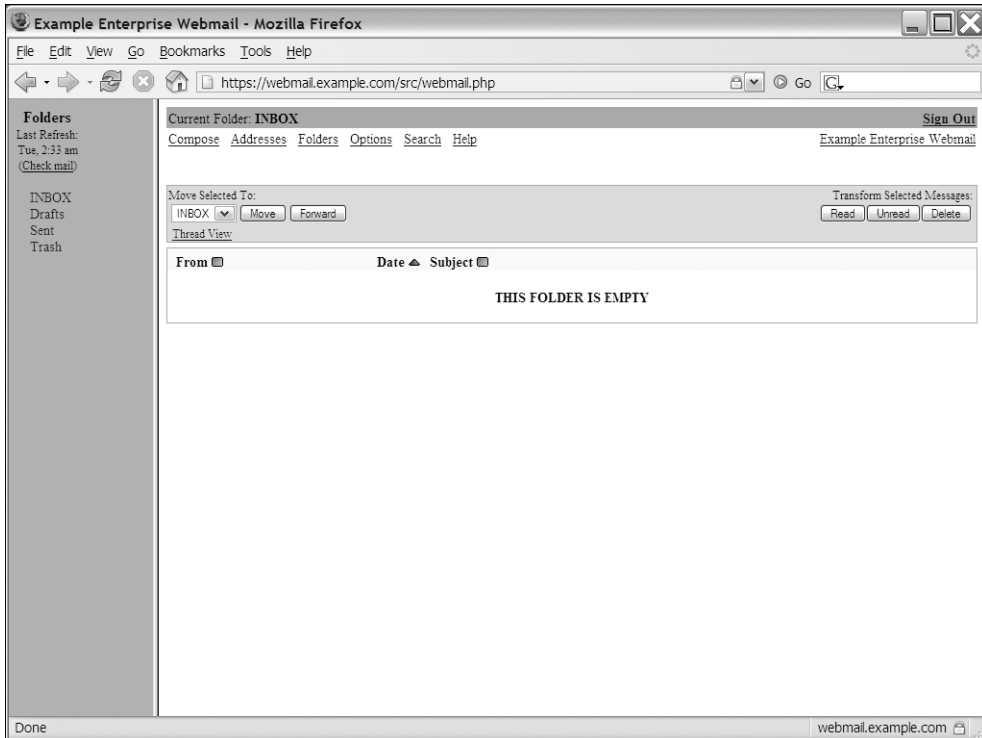 Example Enterprise Webmail - Mozilla Firefox
File Edit View Go Bookmarks Tools Help
https://webmail.example.com/src/webmail.php Go G
Folders
Last Refresh:
Tue, 2:33 am
(Check mail)
INBOX
Drafts
Sent
Trash
Current Folder: INBOX Sign Out
Compose Addresses Folders Options Search Help Example Enterprise Webmail
Move Selected To: Transform Selected Messages:
INBOX Move Forward Read Unread Delete
Thread View
From Date Subject
THIS FOLDER IS EMPTY
Done webmail.example.com